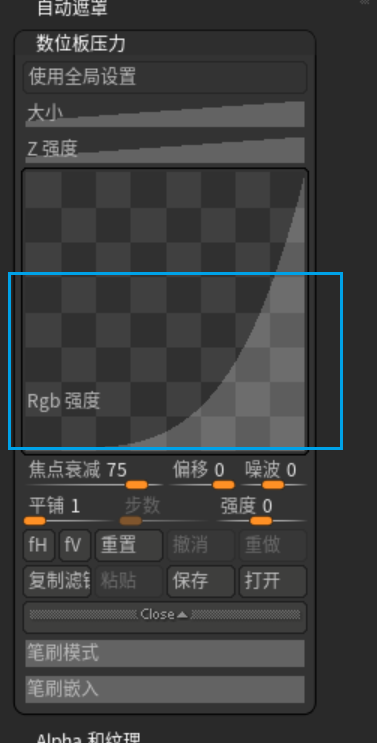 自动遮罩
数位板压力
使用全局设置
大小
Z 强度
Rgb 强度
焦点衰减 75 偏移 0 噪波 0
平铺 1 步数 强度 0
fH fV 重置 撤消 重做
复制滤镜 粘贴 保存 打开
Close
笔刷模式
笔刷嵌入
Alpha 和纹理